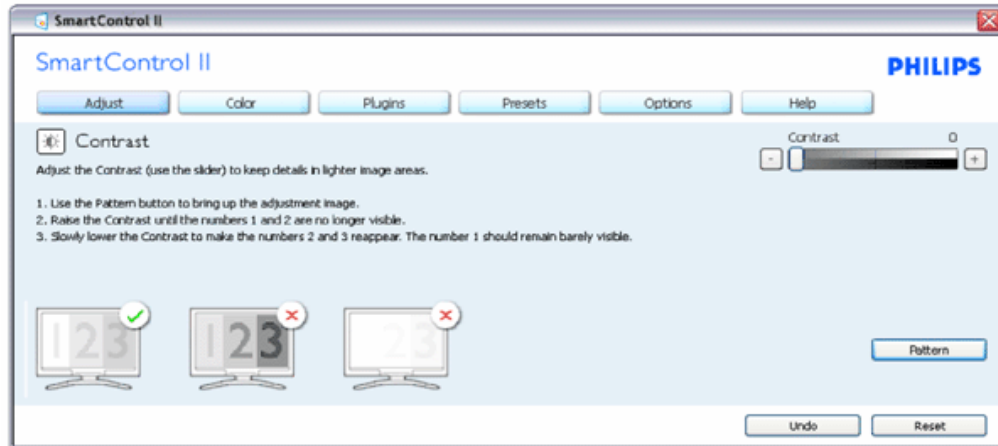 SmartControl II
SmartControl II
PHILIPS
Adjust Color Plugins Presets Options Help
Contrast
Contrast 0
Adjust the Contrast (use the slider) to keep details in lighter image areas.
- +
1. Use the Pattern button to bring up the adjustment image.
2. Raise the Contrast until the numbers 1 and 2 are no longer visible.
3. Slowly lower the Contrast to make the numbers 2 and 3 reappear. The number 1 should remain barely visible.
123 123 23
Pattern
Undo Reset